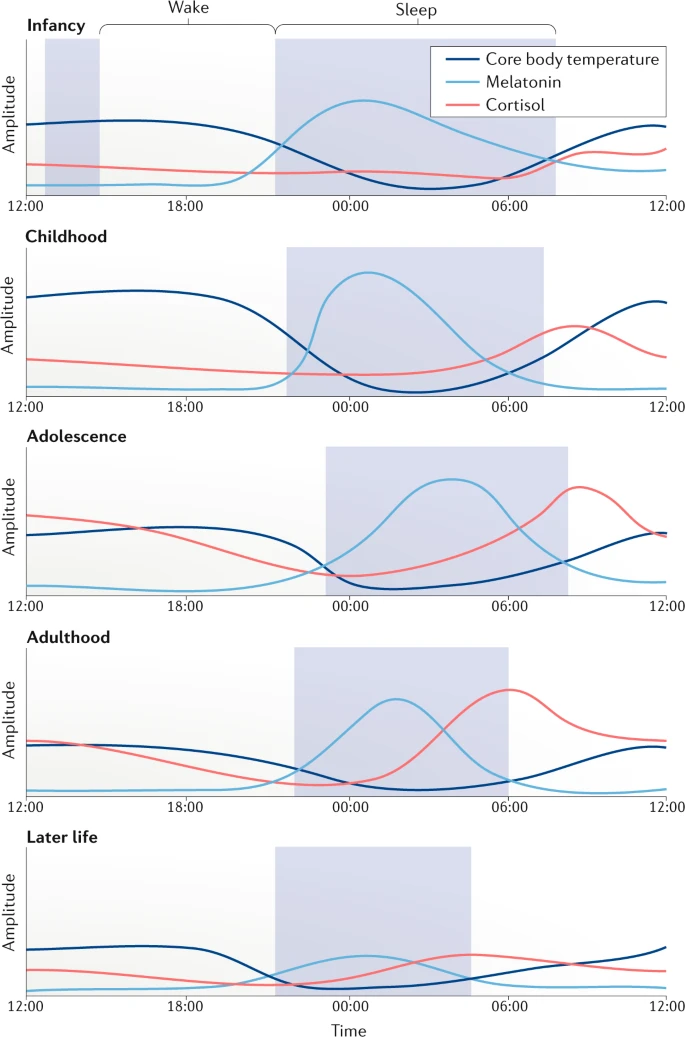 Wake
Sleep
Infancy
Core body temperature
Melatonin
Cortisol
Amplitude
12:00 18:00 00:00 06:00 12:00
Childhood
Amplitude
12:00 18:00 00:00 06:00 12:00
Adolescence
Amplitude
12:00 18:00 00:00 06:00 12:00
Adulthood
Amplitude
12:00 18:00 00:00 06:00 12:00
Later life
Amplitude
12:00 18:00 00:00 06:00 12:00
Time